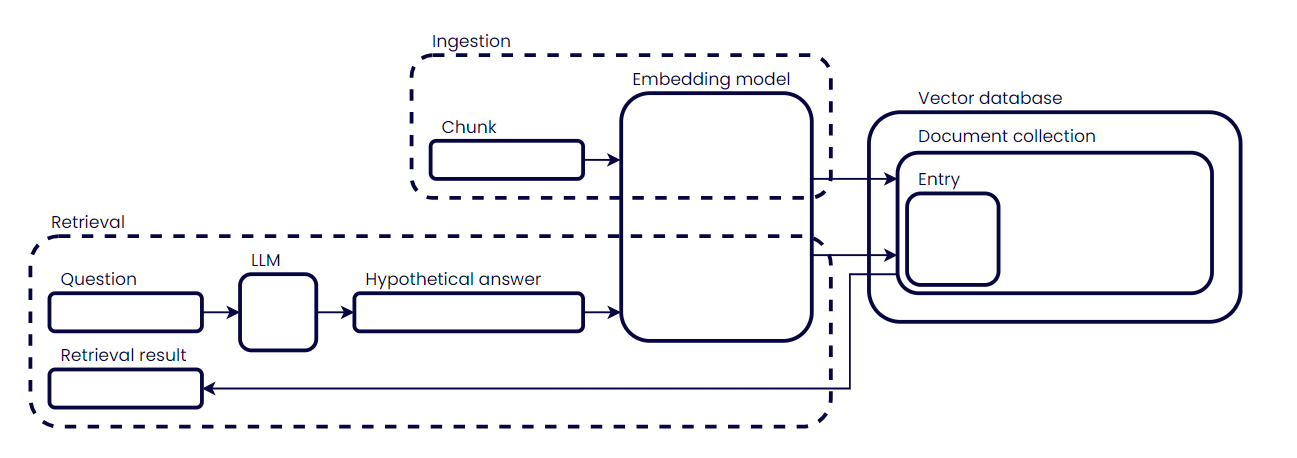 Ingestion
Embedding model
Vector database
Chunk
Document collection
Entry
Retrieval
LLM
Question
Hypothetical answer
Retrieval result